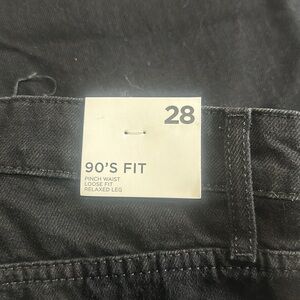 28
90'S FIT
PINCH WAIST
LOOSE FIT
RELAXED LEG